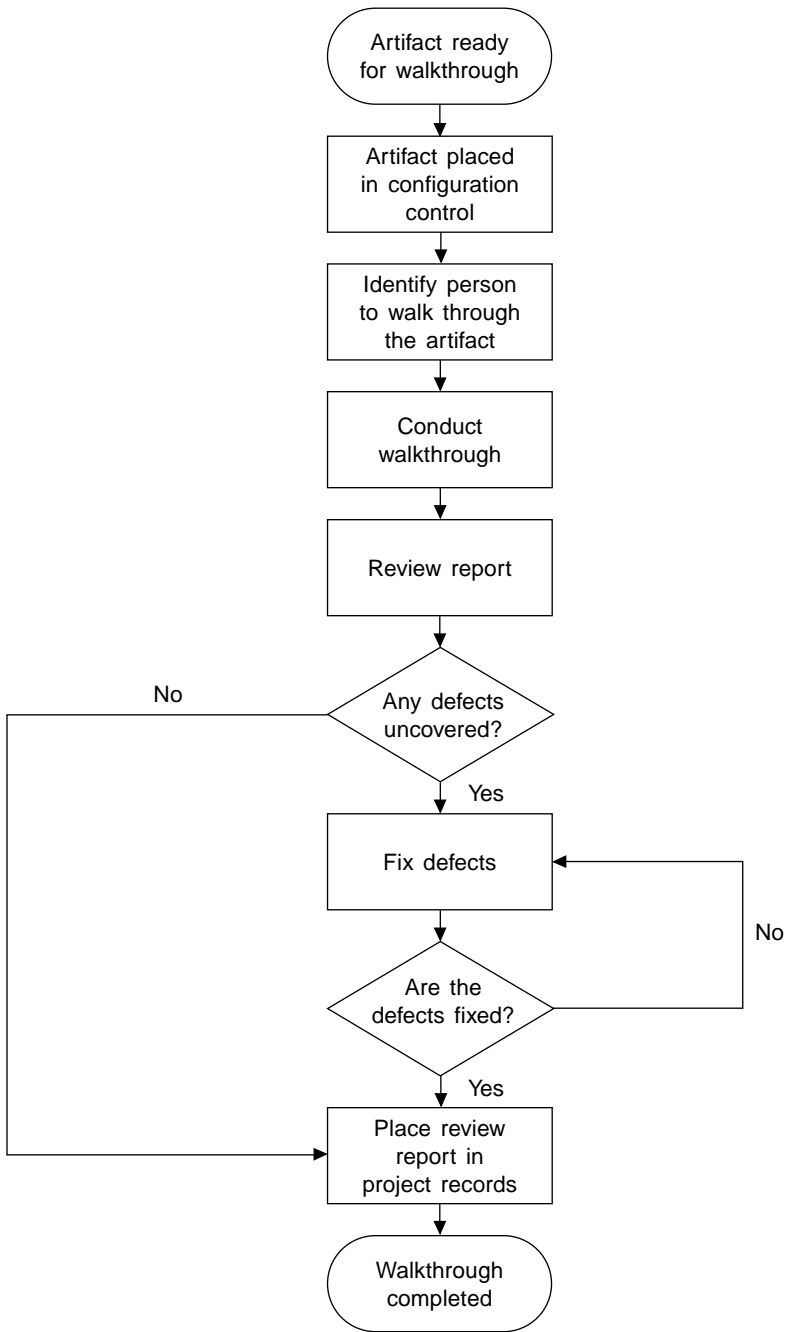 Artifact ready
for walkthrough
Artifact placed
in configuration
control
Identify person
to walk through
the artifact
Conduct
walkthrough
Review report
Any defects
uncovered?
No
Yes
Fix defects
No
Are the
defects fixed?
Yes
Place review
report in
project records
Walkthrough
completed